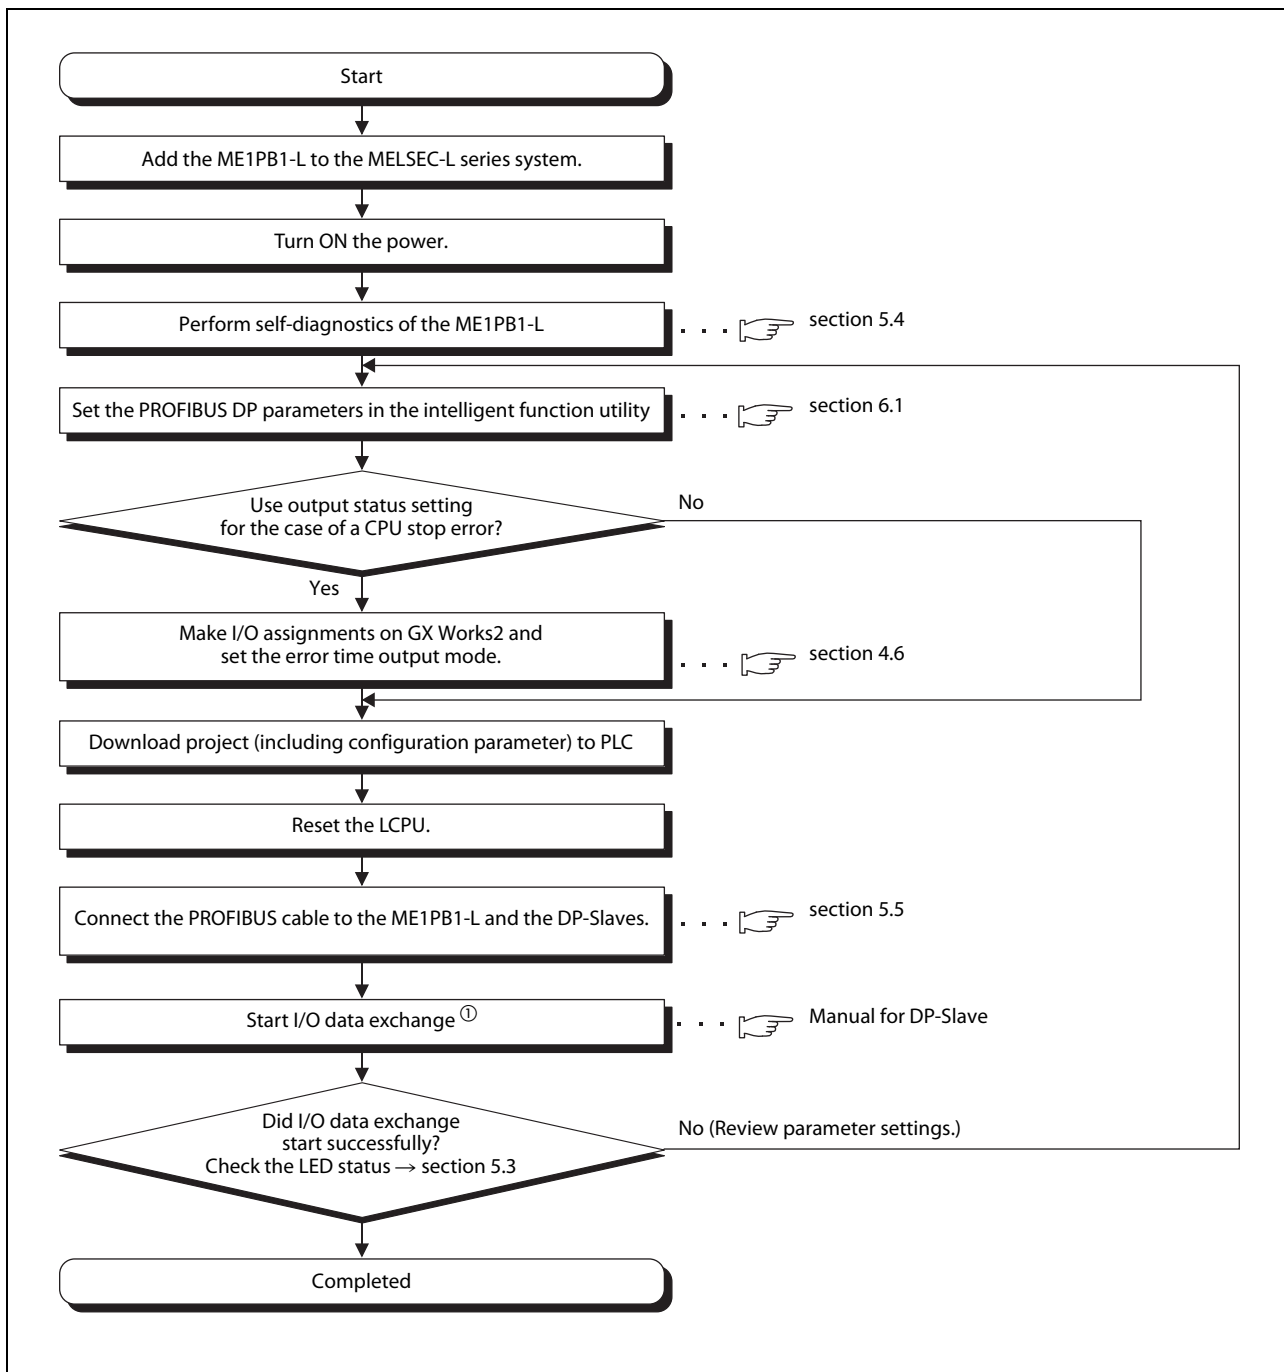 Start
Add the ME1PB1-L to the MELSEC-L series system.
Turn ON the power.
Perform self-diagnostics of the ME1PB1-L
section 5.4
Set the PROFIBUS DP parameters in the intelligent function utility
section 6.1
Use output status setting
for the case of a CPU stop error?
No
Yes
Make I/O assignments on GX Works2 and
set the error time output mode.
section 4.6
Download project (including configuration parameter) to PLC
Reset the LCPU.
Connect the PROFIBUS cable to the ME1PB1-L and the DP-Slaves.
section 5.5
Start I/O data exchange ①
Manual for DP-Slave
Did I/O data exchange
start successfully?
Check the LED status → section 5.3
No (Review parameter settings.)
Completed